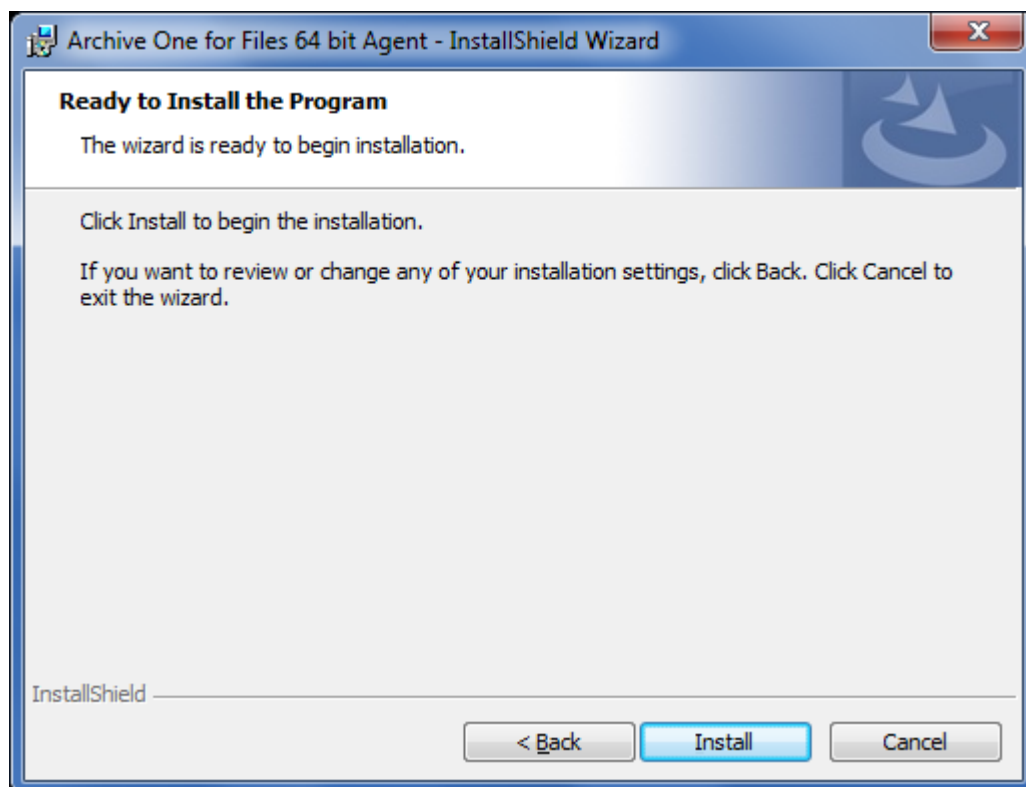 Archive One for Files 64 bit Agent - InstallShield Wizard
Ready to Install the Program
The wizard is ready to begin installation.
Click Install to begin the installation.
If you want to review or change any of your installation settings, click Back. Click Cancel to
exit the wizard.
InstallShield
< Back
Install
Cancel